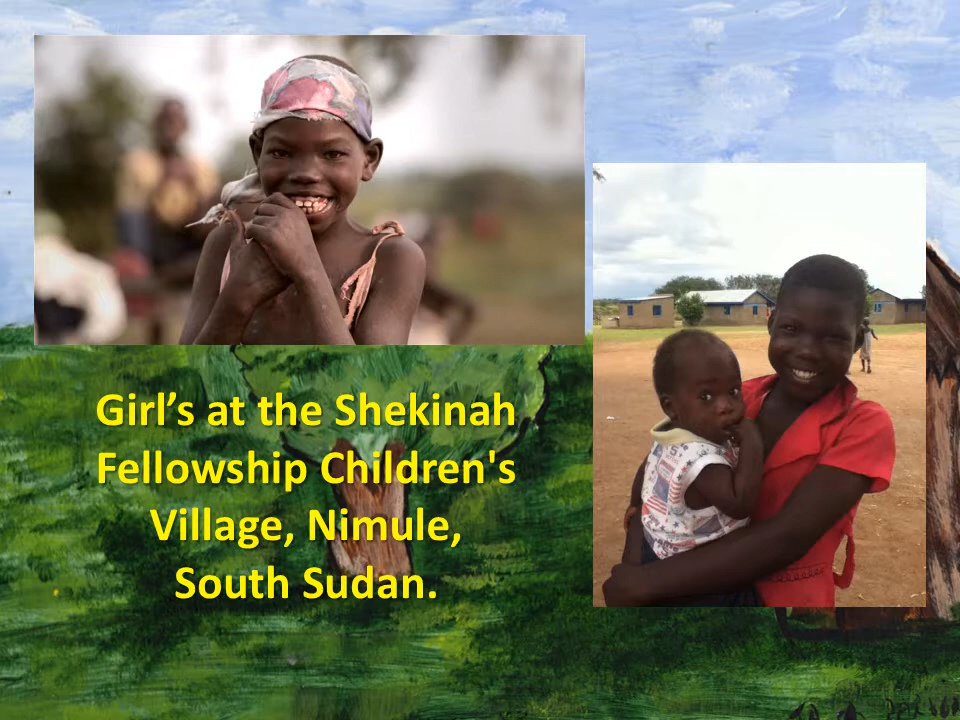 Girl’s at the Shekinah
Fellowship Children's
Village, Nimule,
South Sudan.